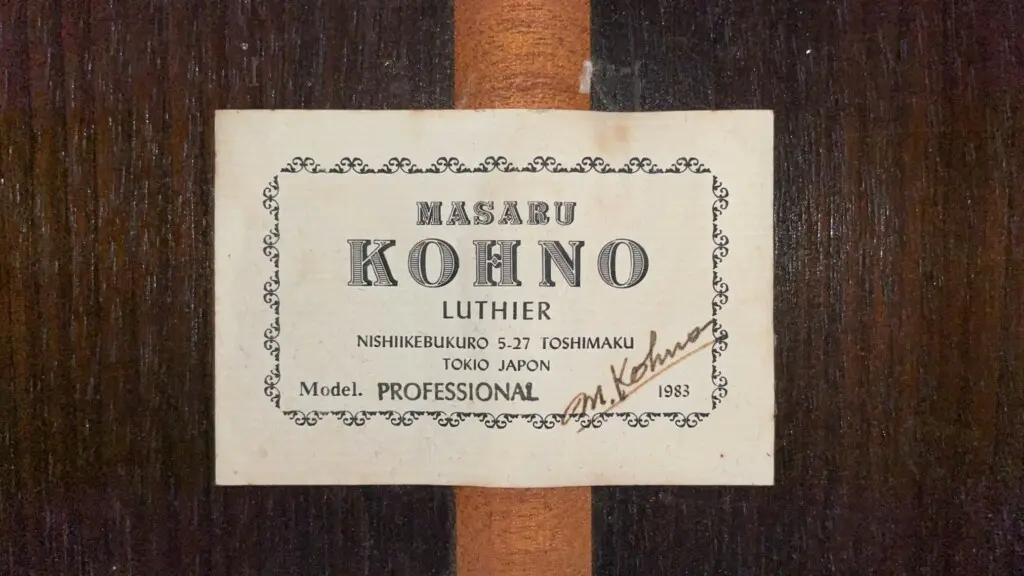 MASARU
KOHNO
LUTHIER
NISHIIKEBUKURO 5-27 TOSHIMAKU
TOKIO JAPON
Model. PROFESSIONAL 1983
M. Kohno